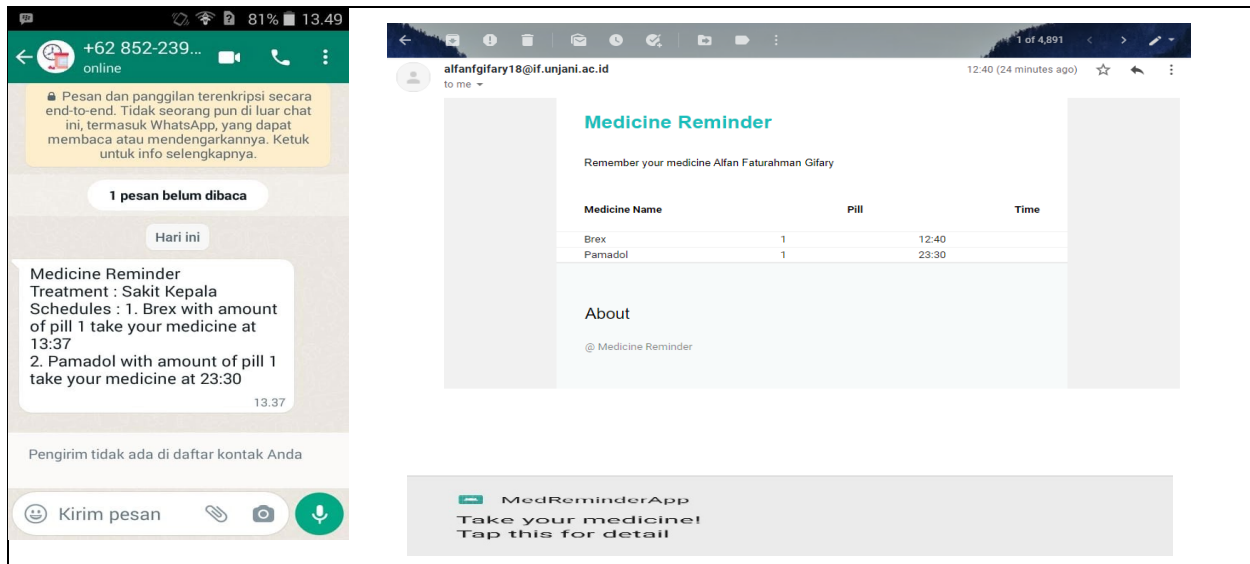 81% 13.49
+62 852-239...
online
Pesan dan panggilan terenkripsi secara
end-to-end. Tidak seorang pun di luar chat
ini, termasuk WhatsApp, yang dapat
membaca atau mendengarkannya. Ketuk
untuk info selengkapnya.
1 pesan belum dibaca
Hari ini
Medicine Reminder
Treatment : Sakit Kepala
Schedules : 1. Brex with amount
of pill 1 take your medicine at
13:37
2. Pamadol with amount of pill 1
take your medicine at 23:30
13.37
Pengirim tidak ada di daftar kontak Anda
Kirim pesan
1 of 4,891
alfanfgifary18@if.unjani.ac.id 12:40 (24 minutes ago)
to me
Medicine Reminder
Remember your medicine Alfan Faturahman Gifary
Medicine Name Pill Time
Brex 1 12:40
Pamadol 1 23:30
About
@ Medicine Reminder
MedReminderApp
Take your medicine!
Tap this for detail